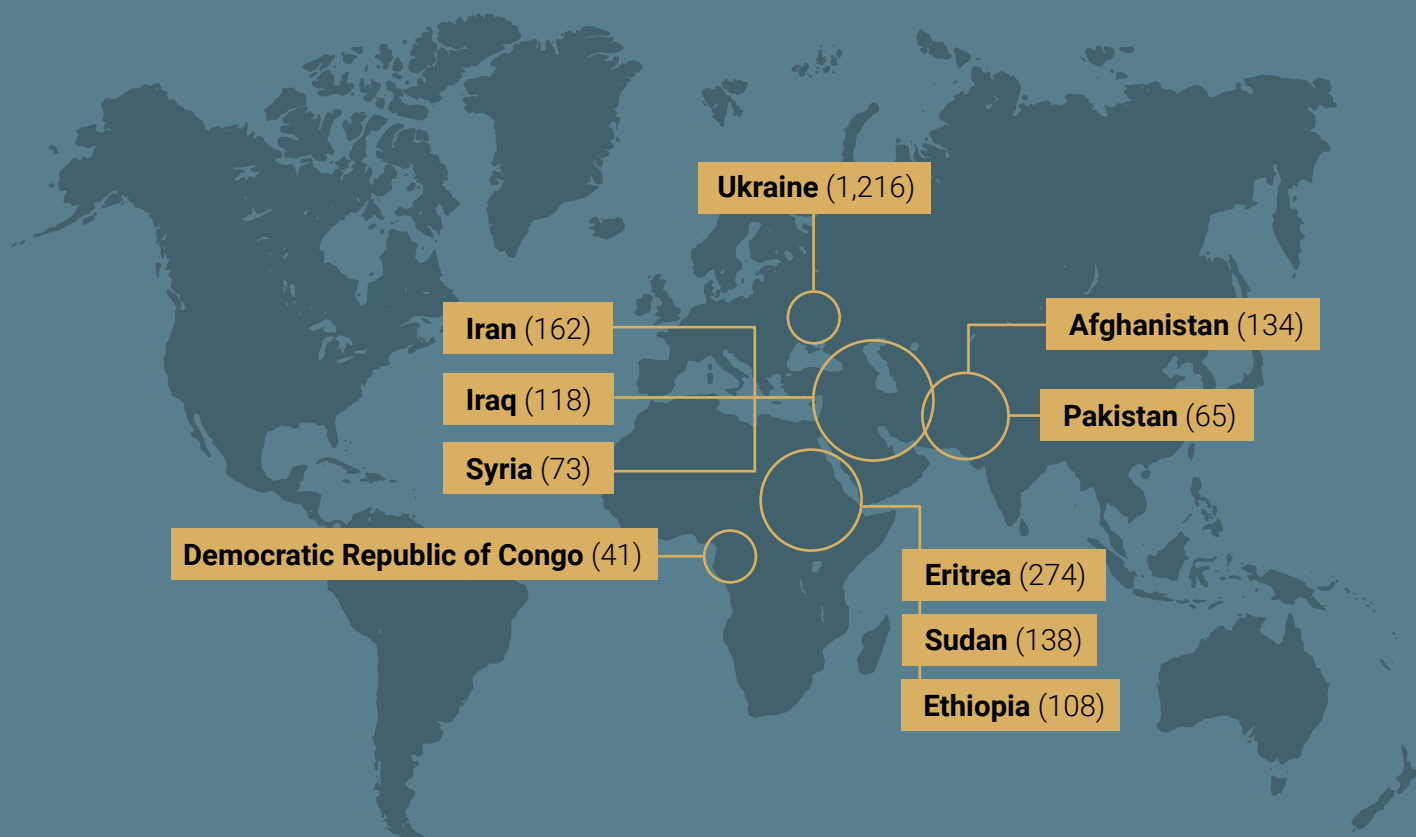 Ukraine (1,216)
Iran (162)
Afghanistan (134)
Iraq (118)
Pakistan (65)
Syria (73)
Democratic Republic of Congo (41)
Eritrea (274)
Sudan (138)
Ethiopia (108)